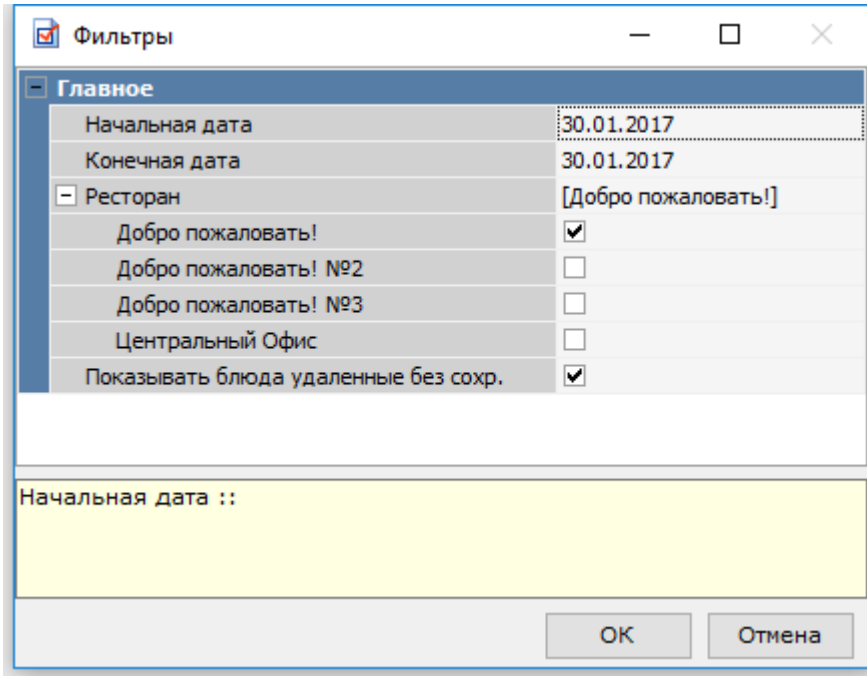 Фильтры
Главное
Начальная дата 30.01.2017
Конечная дата 30.01.2017
Ресторан [Добро пожаловать!]
Добро пожаловать!
Добро пожаловать! №2
Добро пожаловать! №3
Центральный Офис
Показывать блюда удаленные без сохр.
Начальная дата ::
ОК Отмена